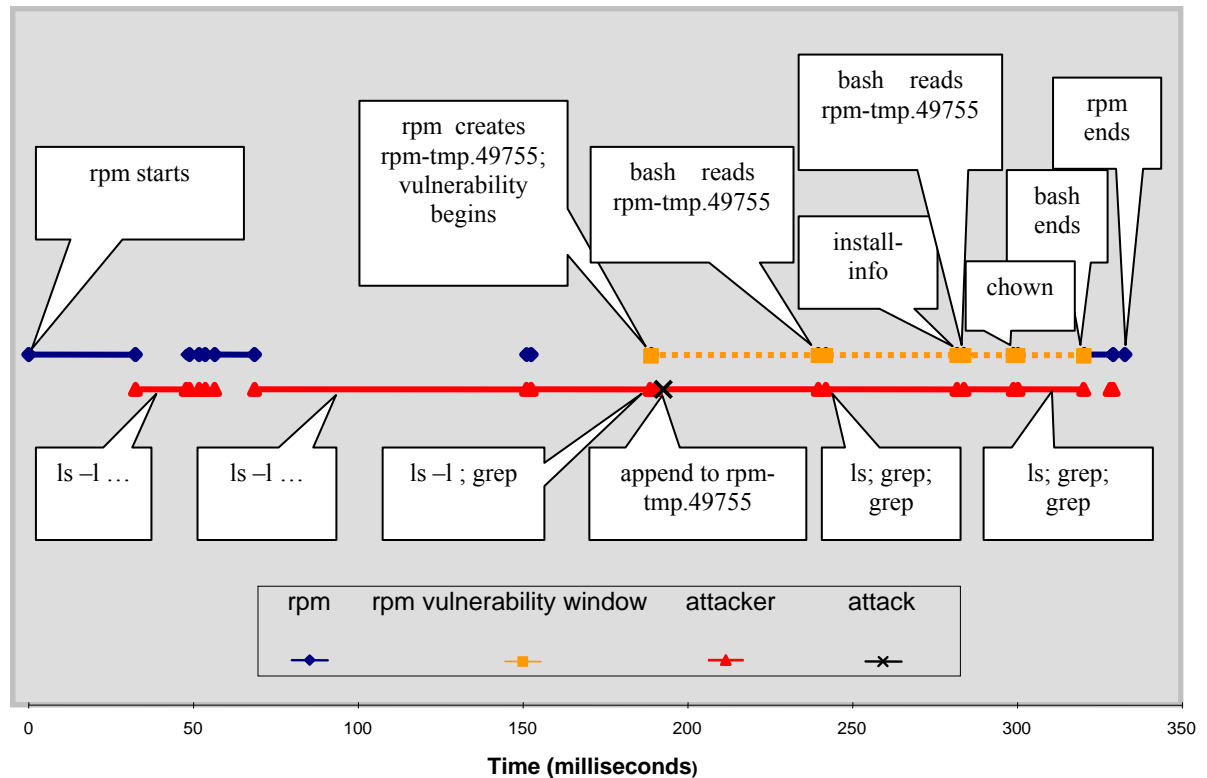 rpm starts
rpm creates
rpm-tmp.49755;
vulnerability
begins
bash reads
rpm-tmp.49755
bash reads
rpm-tmp.49755
install-
info
chown
bash
ends
rpm
ends
ls –l …
ls –l …
ls –l ; grep
append to rpm-
tmp.49755
ls; grep;
grep
ls; grep;
grep
rpm rpm vulnerability window attacker attack
0 50 100 150 200 250 300 350
Time (milliseconds)